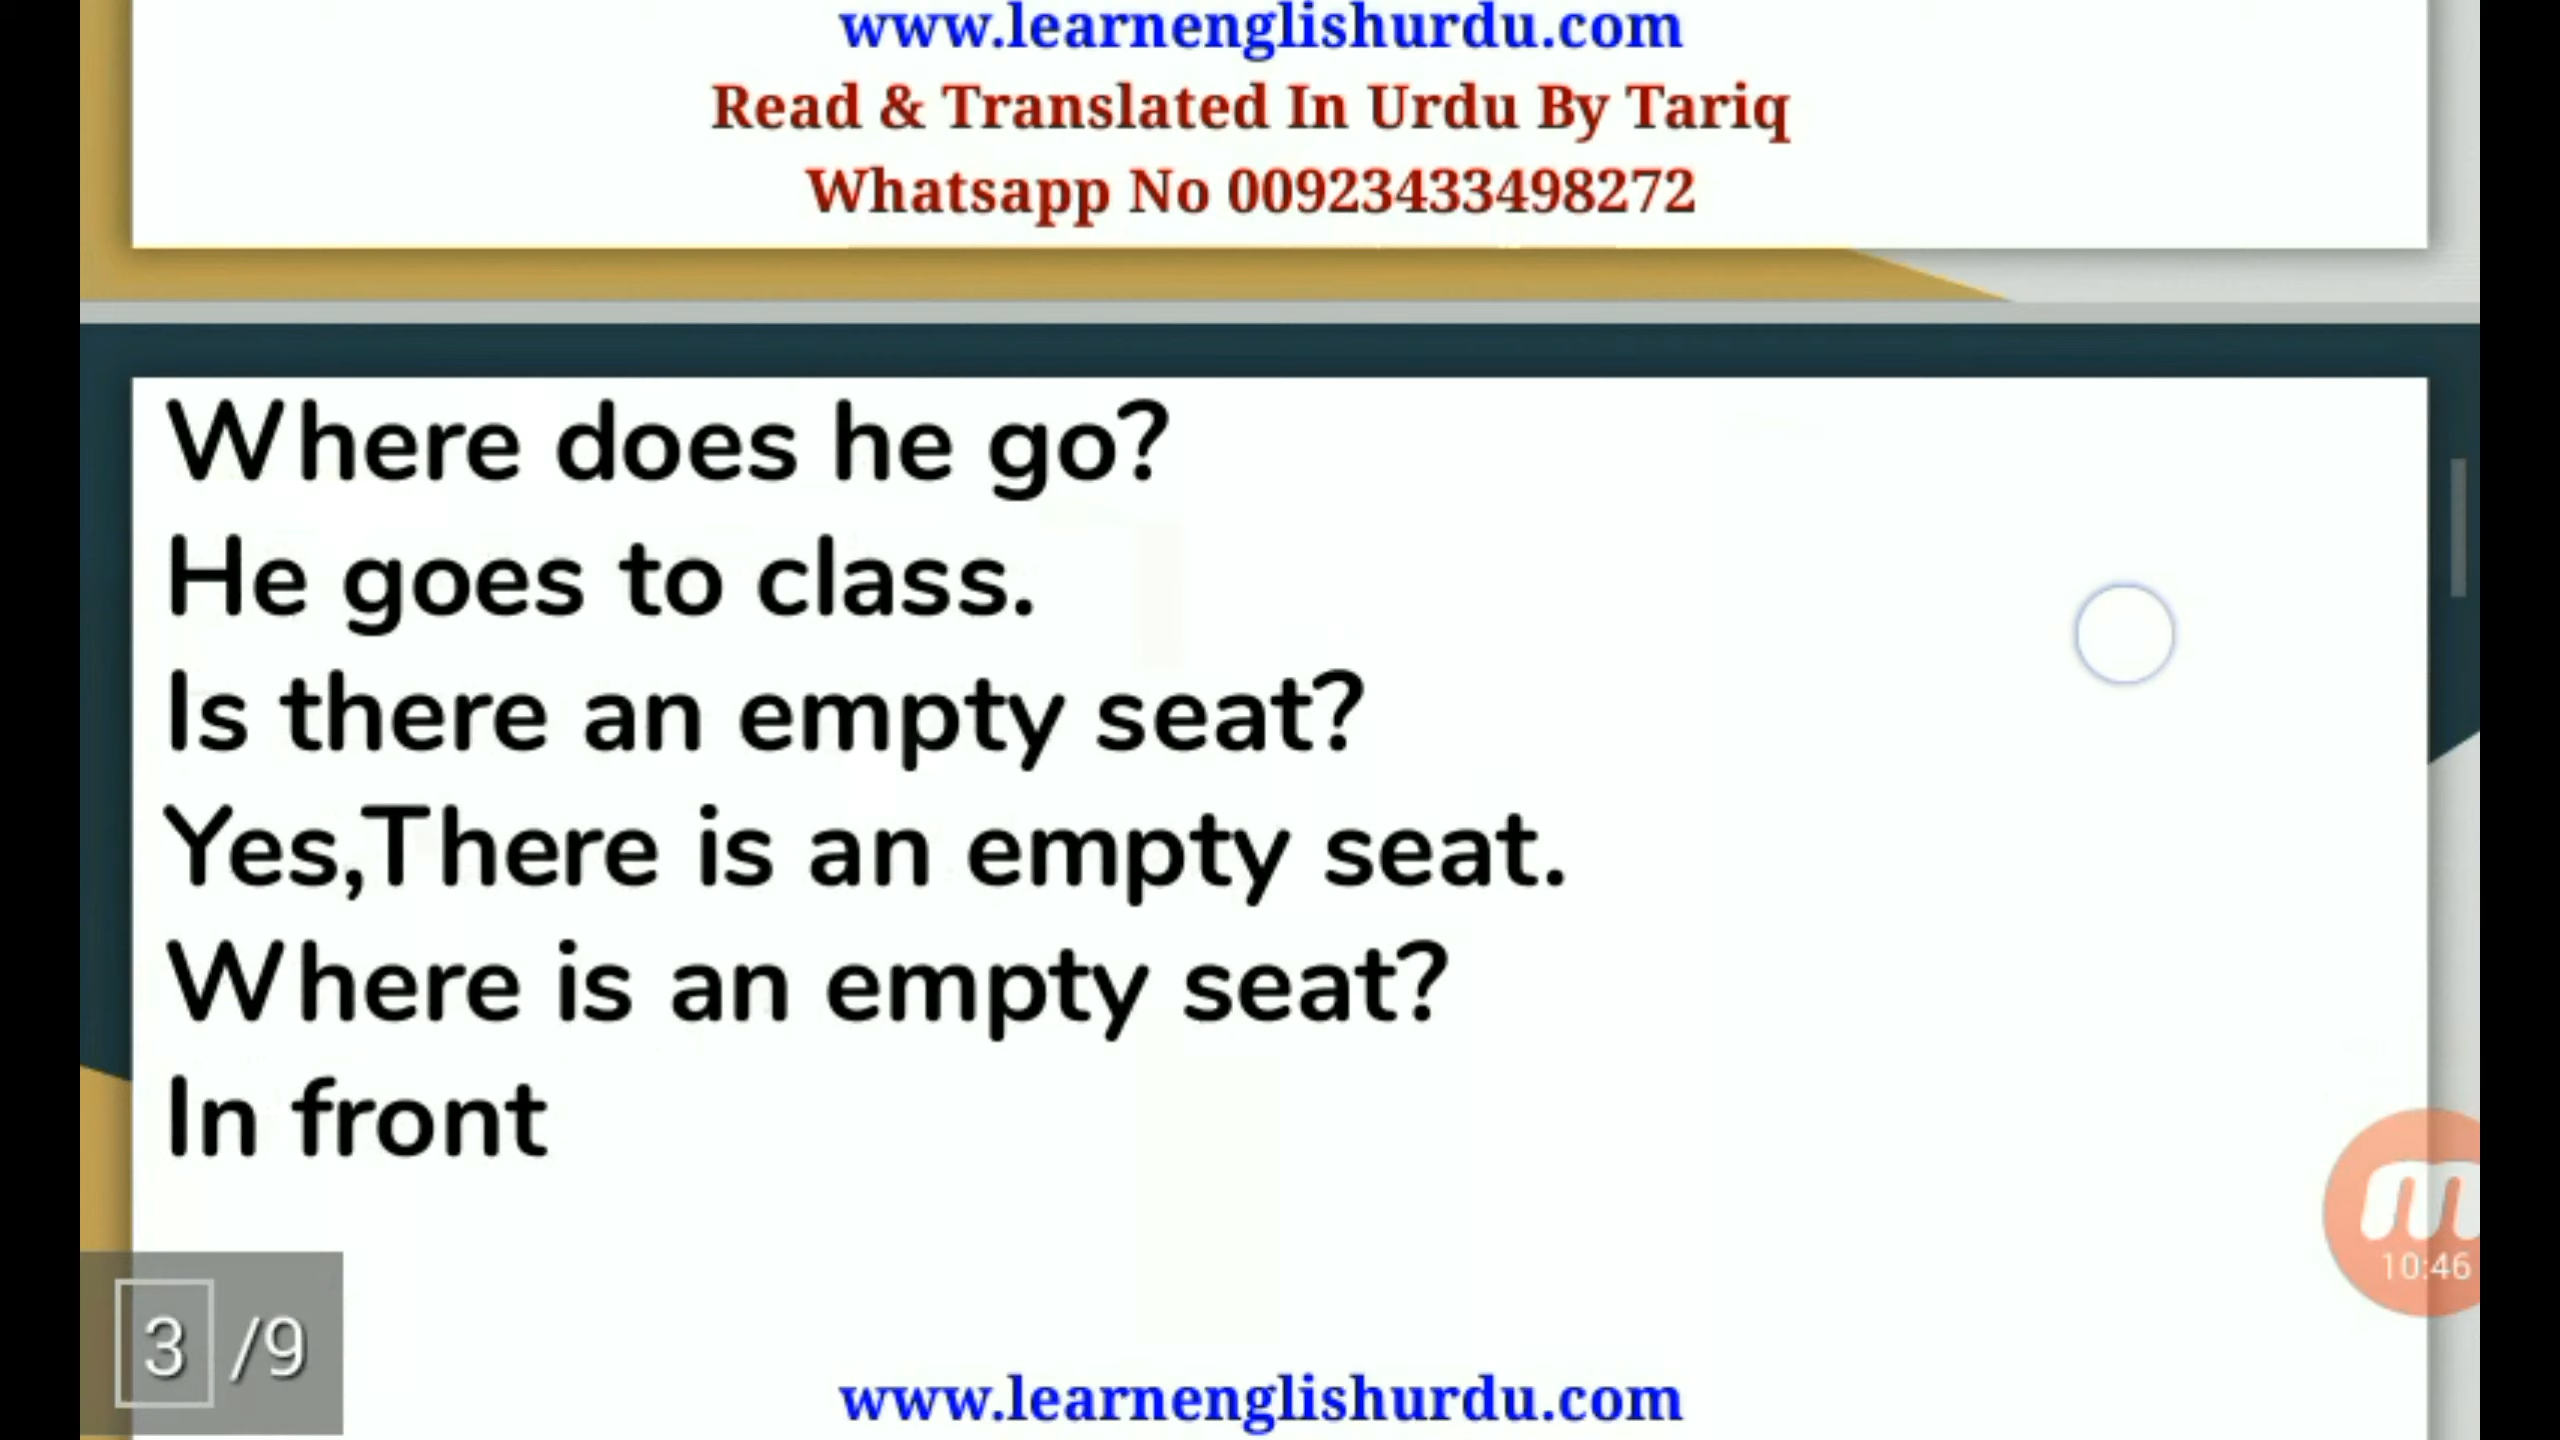 www.learnenglishurdu.com
Read & Translated In Urdu By Tariq
Whatsapp No 00923433498272
Where does he go?
He goes to class.
Is there an empty seat?
Yes,There is an empty seat.
Where is an empty seat?
In front
10:46
3 /9
www.learnenglishurdu.com